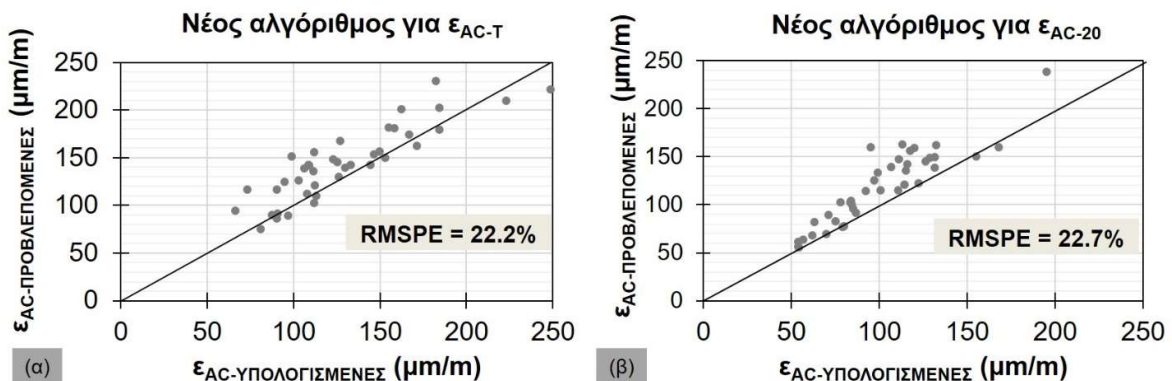 Νέος αλγόριθμος για εAC-T
εAC-ΠΡΟΒΛΕΠΟΜΕΝΕΣ (μm/m)
250
200
150
100
50
0
RMSPE = 22.2%
0 50 100 150 200 250
(α)
εAC-ΥΠΟΛΟΓΙΣΜΕΝΕΣ (μm/m)
Νέος αλγόριθμος για εAC-20
εAC-ΠΡΟΒΛΕΠΟΜΕΝΕΣ (μm/m)
250
200
150
100
50
0
RMSPE = 22.7%
0 50 100 150 200 250
(β)
εAC-ΥΠΟΛΟΓΙΣΜΕΝΕΣ (μm/m)